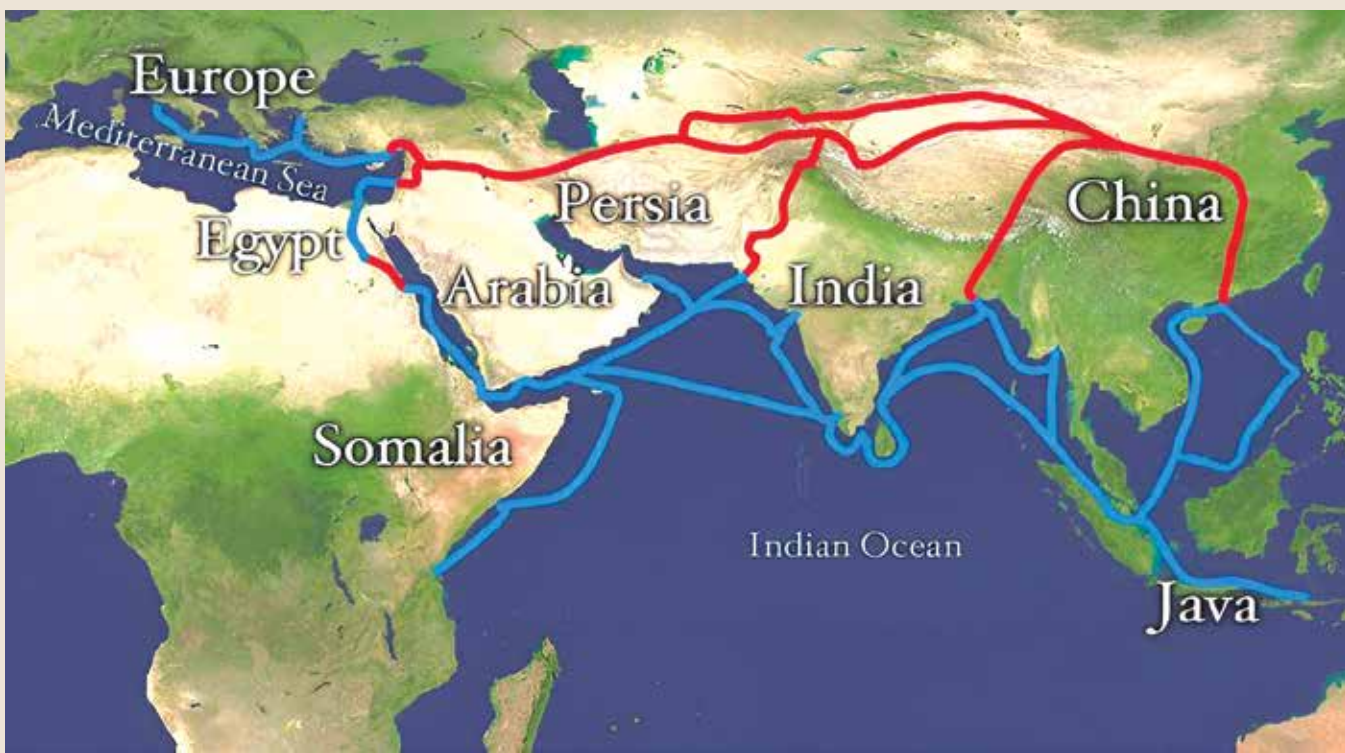 Europe
Mediterranean Sea
Egypt
Persia
China
Arabia
India
Somalia
Indian Ocean
Java